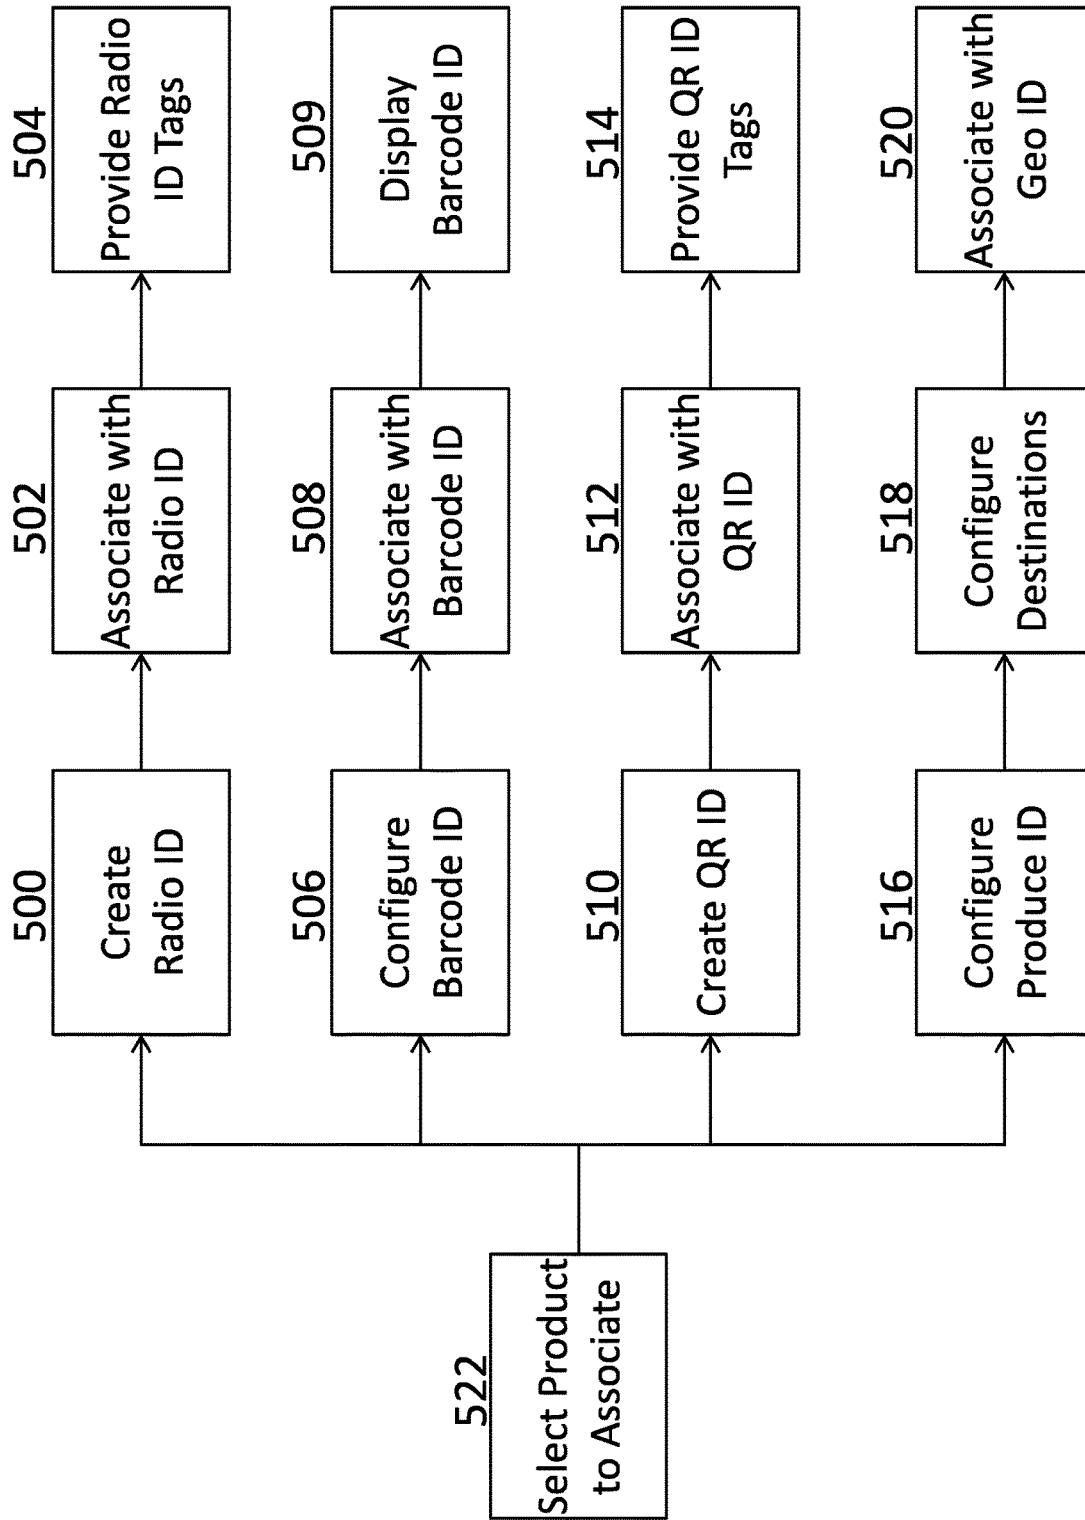 522
Select Product
to Associate
500
Create
Radio ID
502
Associate with
Radio ID
504
Provide Radio
ID Tags
506
Configure
Barcode ID
508
Associate with
Barcode ID
509
Display
Barcode ID
510
Create QR ID
512
Associate with
QR ID
514
Provide QR ID
Tags
516
Configure
Produce ID
518
Configure
Destinations
520
Associate with
Geo ID